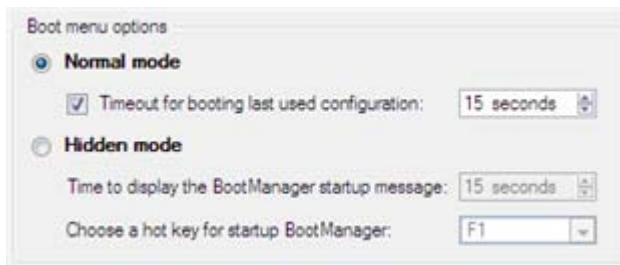 Boot menu options
Normal mode
Timeout for booting last used configuration: 15 seconds
Hidden mode
Time to display the BootManager startup message: 15 seconds
Choose a hot key for startup BootManager: F1